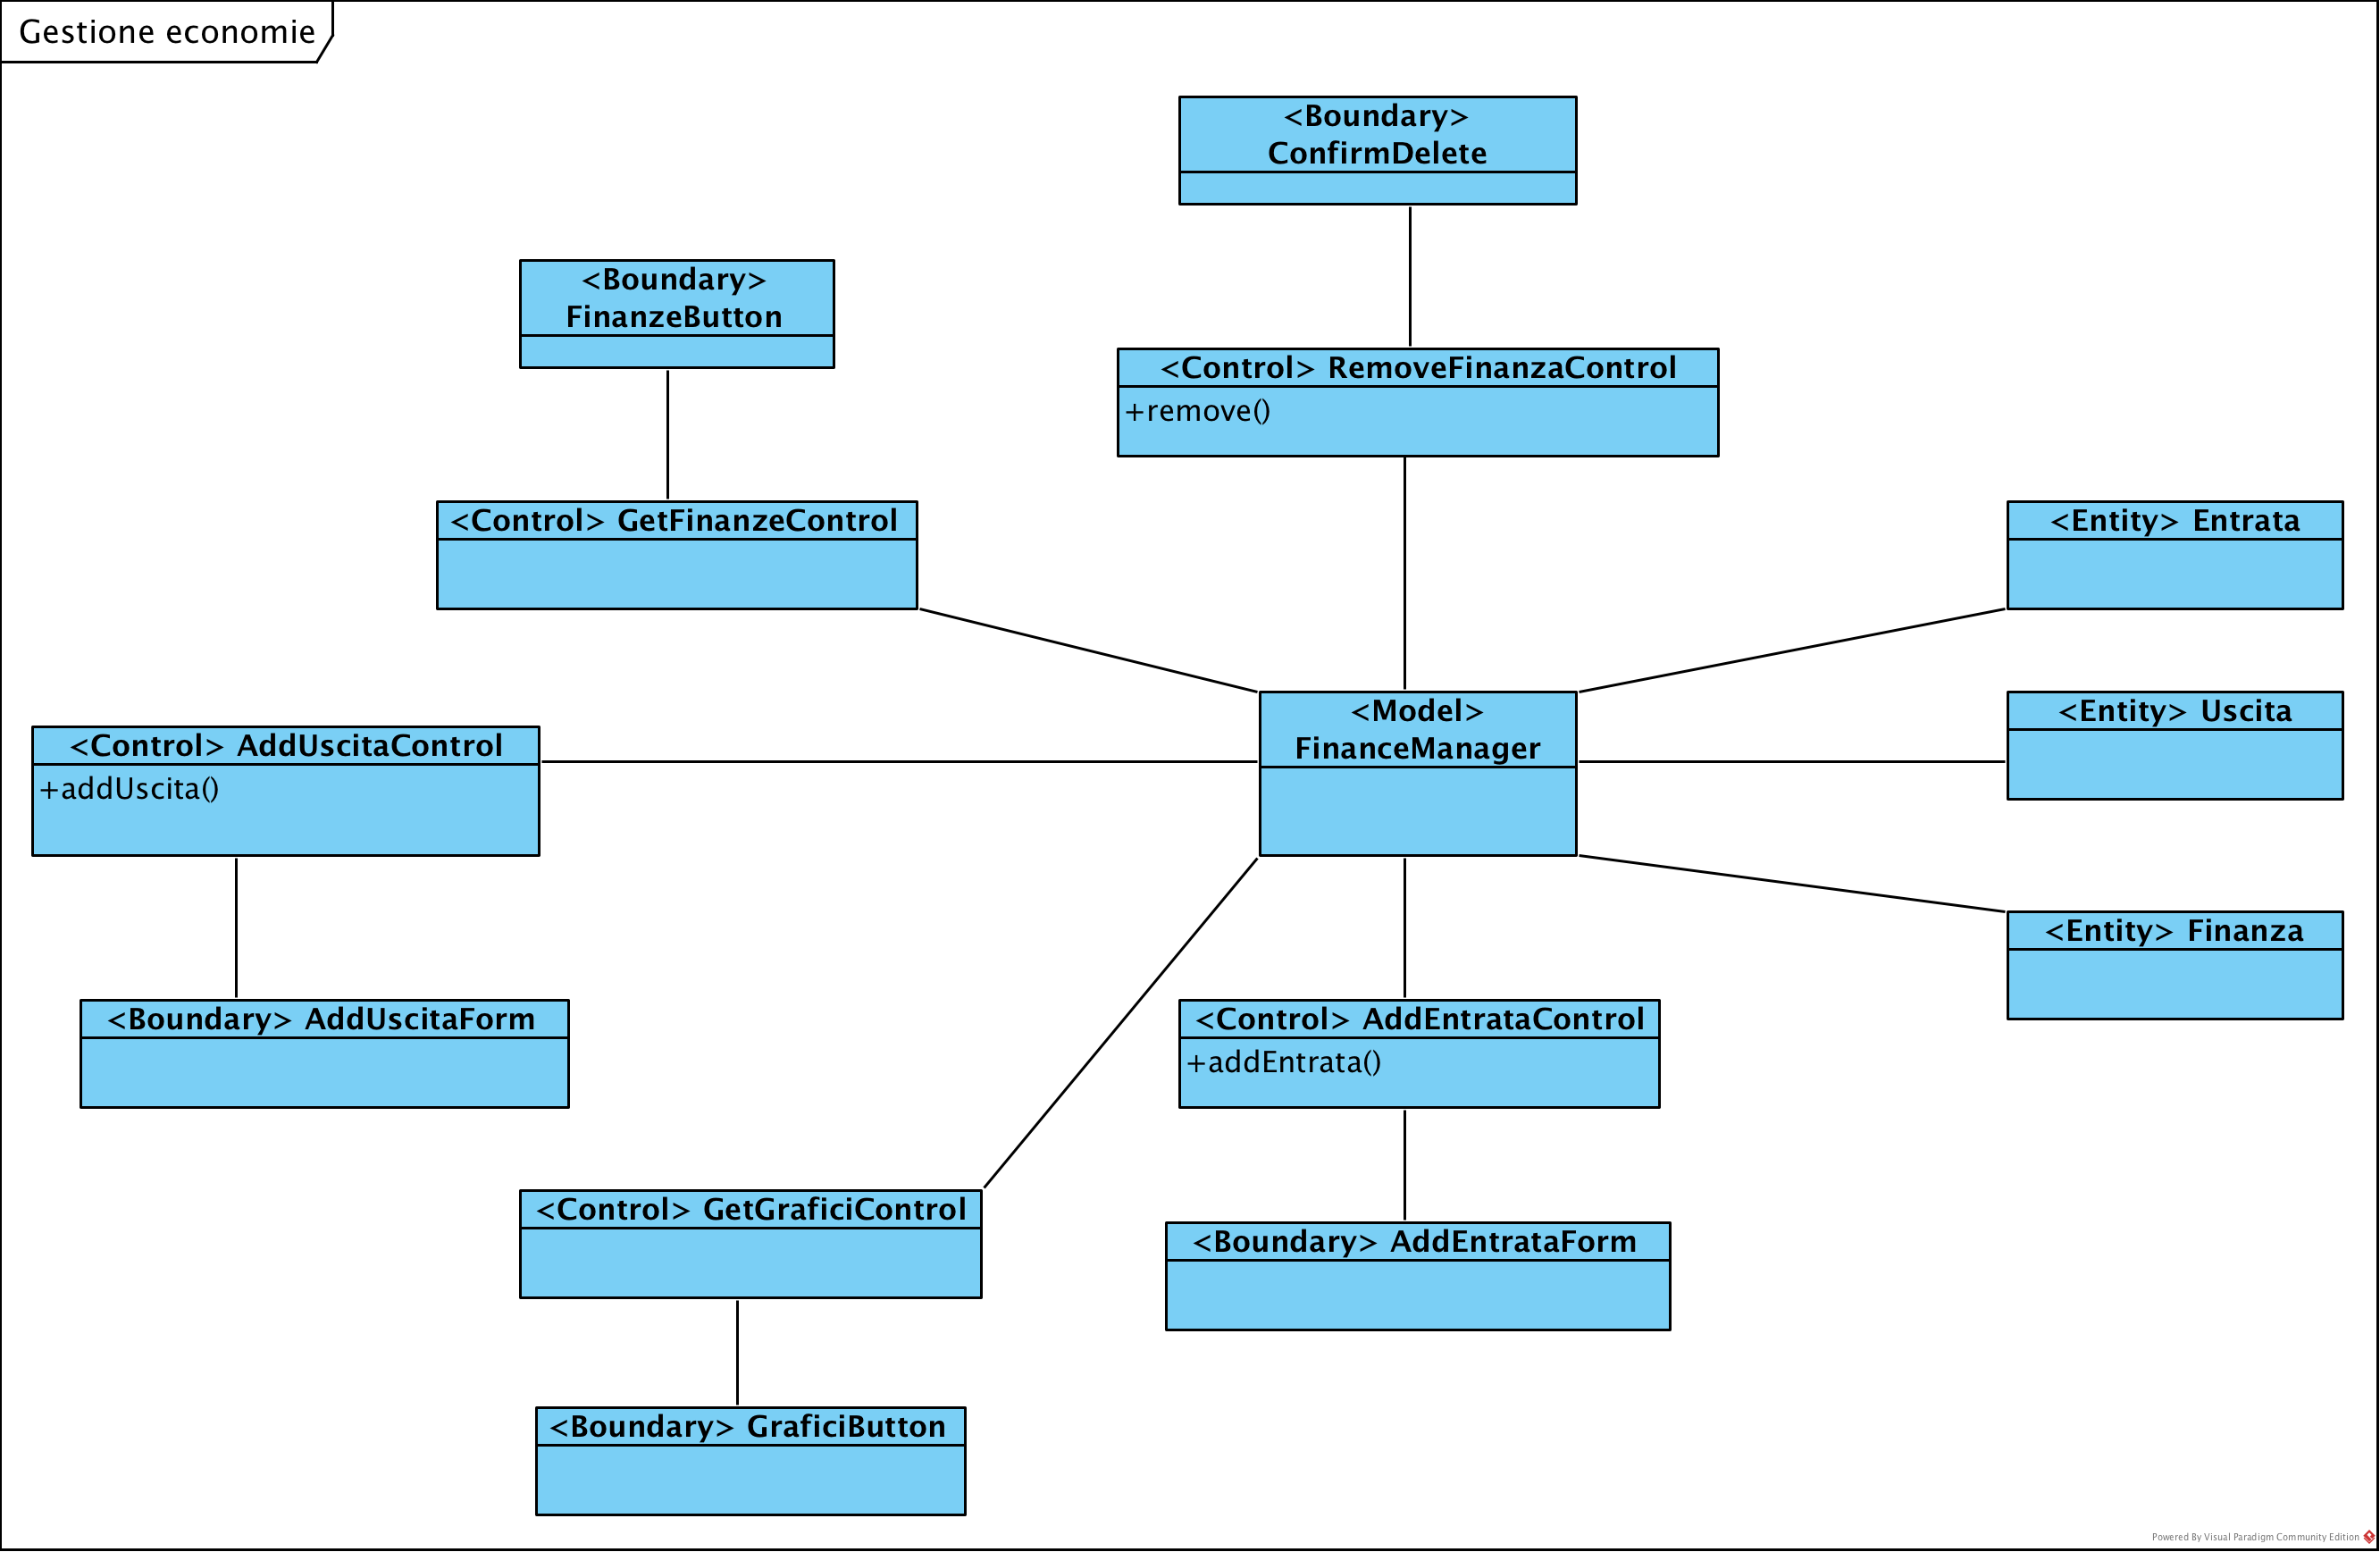 Gestione economie
<Boundary>
ConfirmDelete
<Boundary>
FinanzeButton
<Control> RemoveFinanzaControl
+remove()
<Control> GetFinanzeControl
<Entity> Entrata
<Model>
FinanceManager
<Entity> Uscita
<Control> AddUscitaControl
+addUscita()
<Entity> Finanza
<Boundary> AddUscitaForm
<Control> AddEntrataControl
+addEntrata()
<Control> GetGraficiControl
<Boundary> AddEntrataForm
<Boundary> GraficiButton
Powered By Visual Paradigm Community Edition